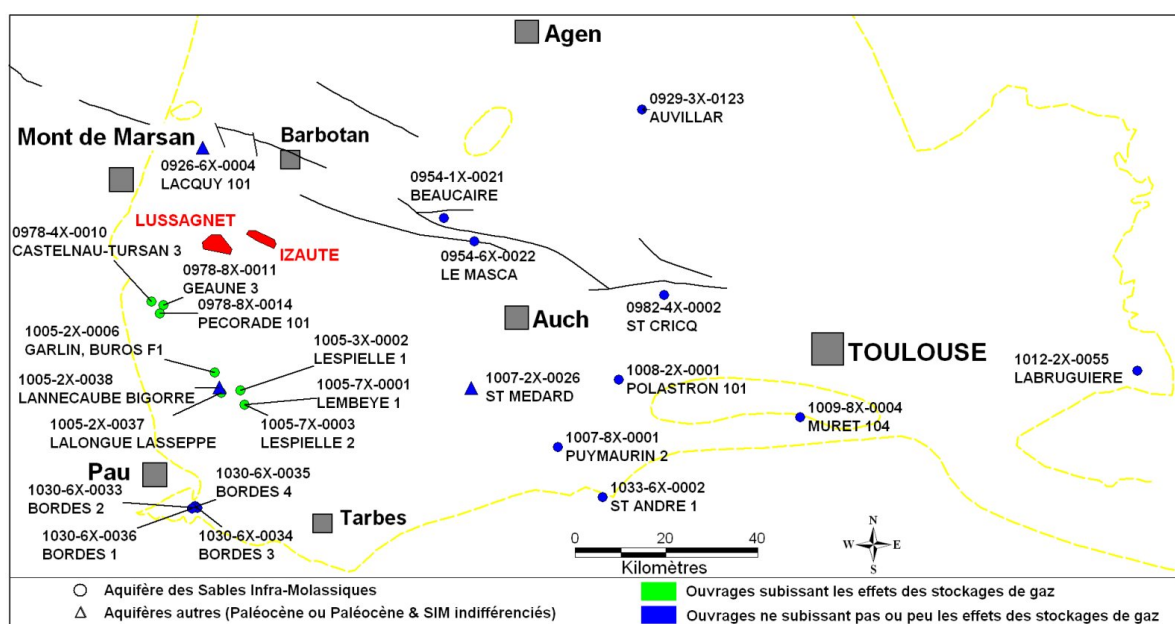 Agen
0929-3X-0123
AUVILLAR
Mont de Marsan
Barbotan
0926-6X-0004
LACQUY 101
0954-1X-0021
BEAUCAIRE
LUSSAGNET
0978-4X-0010
CASTELNAU-TURSAN 3
IZAUTE
0954-6X-0022
LE MASCA
0978-8X-0011
GEAUNE 3
0978-8X-0014
PECORADE 101
0982-4X-0002
ST CRICQ
Auch
TOULOUSE
1005-2X-0006
GARLIN, BUROS F1
1005-3X-0002
LESPIELLE 1
1005-2X-0038
LANNECAUBE BIGORRE
1005-7X-0001
LEMBEYE 1
1007-2X-0026
ST MEDARD
1008-2X-0001
POLASTRON 101
1012-2X-0055
LABRUGUIERE
1005-2X-0037
LALONGUE LASSEPPE
1005-7X-0003
LESPIELLE 2
1009-8X-0004
MURET 104
1007-8X-0001
PUYMAURIN 2
Pau
1030-6X-0035
BORDES 4
1030-6X-0033
BORDES 2
1033-6X-0002
ST ANDRE 1
Tarbes
1030-6X-0036
BORDES 1
1030-6X-0034
BORDES 3
N
W E
S
0 20 40
Kilomètres
Aquifère des Sables Infra-Molassiques
Aquifères autres (Paléocène ou Paléocène & SIM indifférenciés)
Ouvrages subissant les effets des stockages de gaz
Ouvrages ne subissant pas ou peu les effets des stockages de gaz